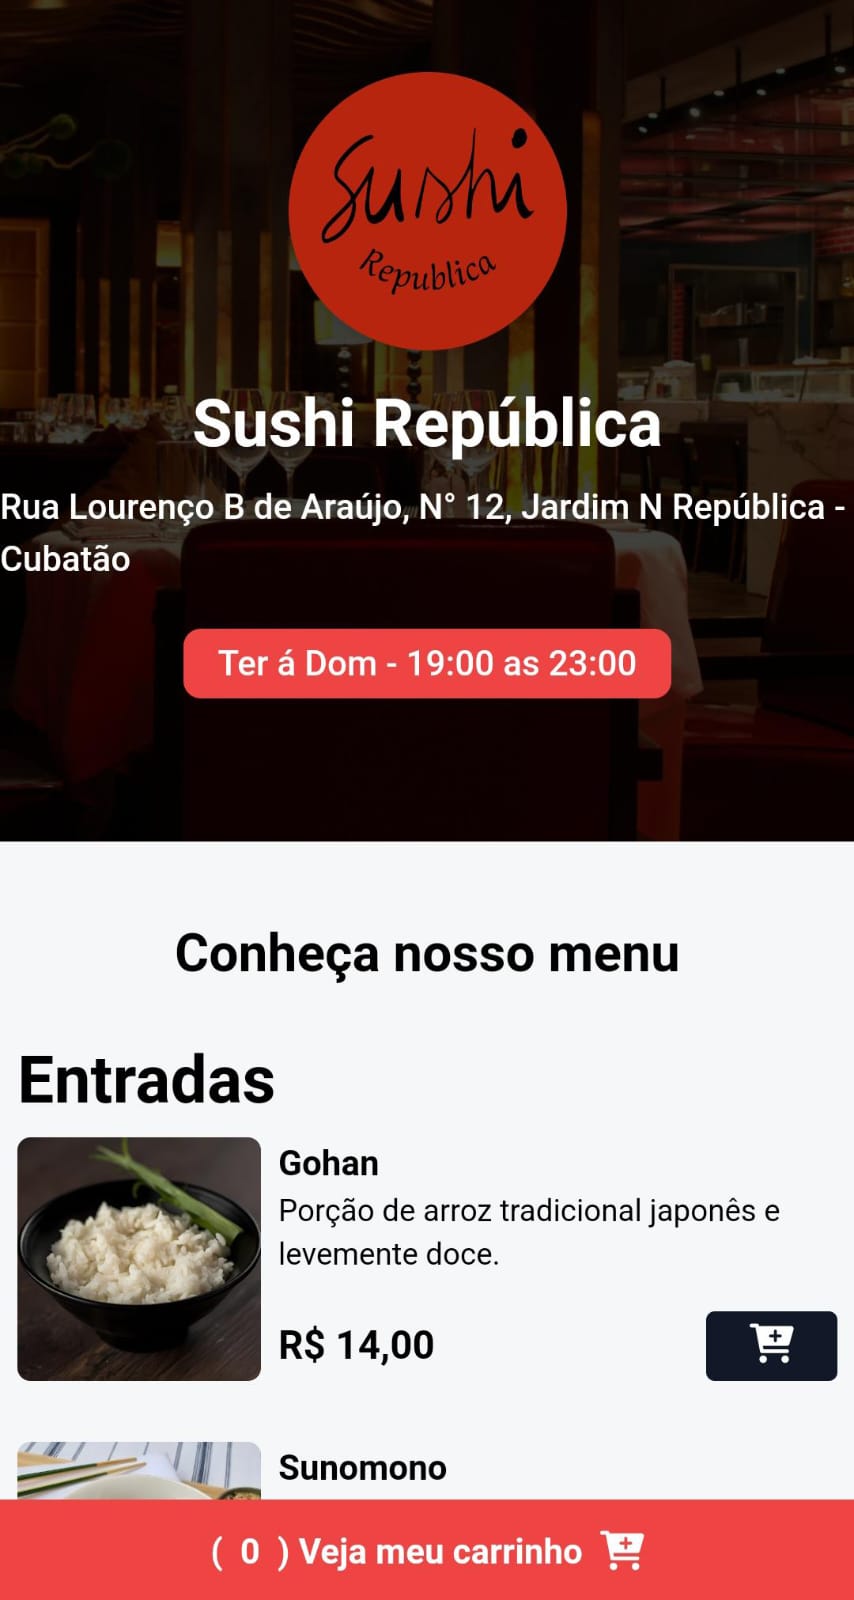 Sushi
Republica
Sushi República
Rua Lourenço B de Araújo, N° 12, Jardim N República -
Cubatão
Ter á Dom - 19:00 as 23:00
Conheça nosso menu
Entradas
Gohan
Porção de arroz tradicional japonês e
levemente doce.
R$ 14,00
Sunomono
( 0 ) Veja meu carrinho